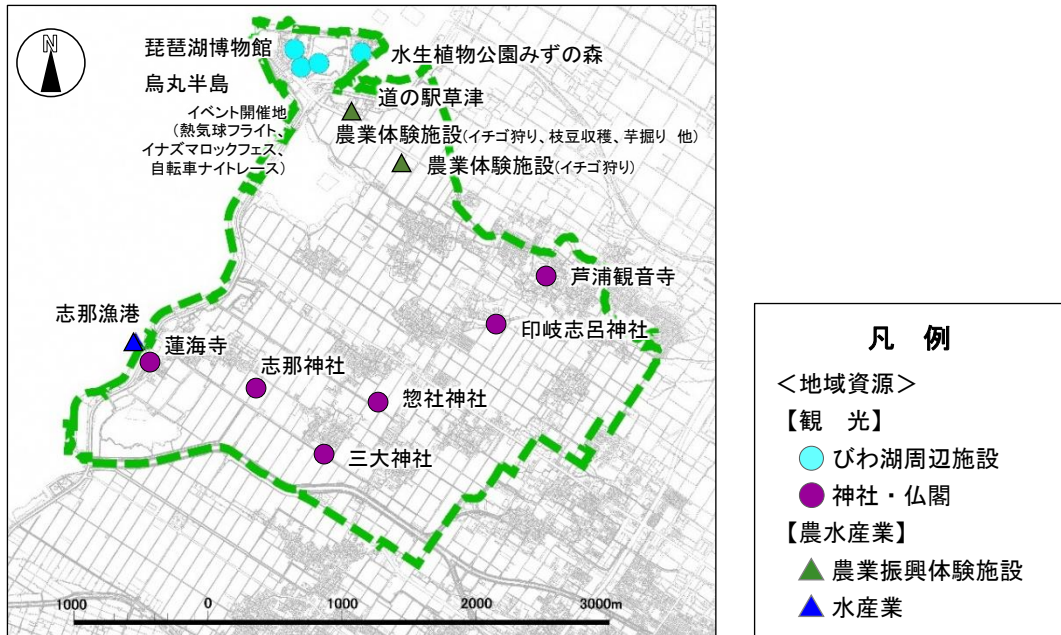 N
琵琶湖博物館
水生植物公園みずの森
烏丸半島
道の駅草津
イベント開催地
(熱気球フライト、
イナズマロックフェス、
自転車ナイトレース)
農業体験施設(イチゴ狩り、枝豆収穫、芋掘り 他)
農業体験施設(イチゴ狩り)
芦浦観音寺
印岐志呂神社
志那漁港
蓮海寺
志那神社
惣社神社
三大神社
1000 0 1000 2000 3000m
凡 例
＜地域資源＞
【観 光】
びわ湖周辺施設
神社・仏閣
【農水産業】
農業振興体験施設
水産業